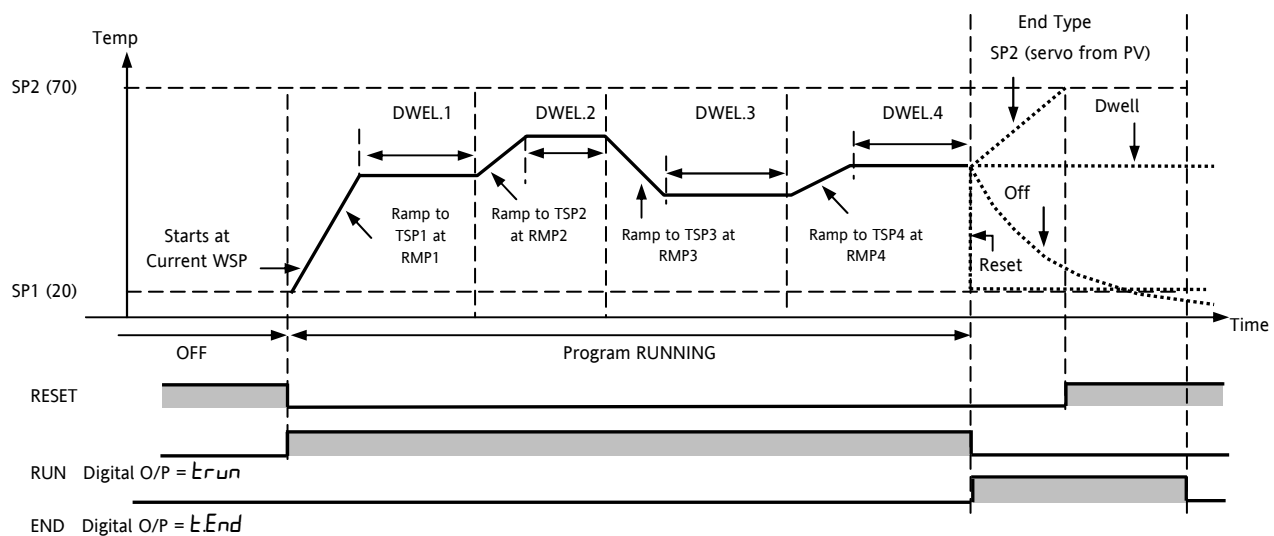 End Type
Temp
SP2 (servo from PV)
SP2 (70)
DWEL.1
DWEL.2
DWEL.3
DWEL.4
Dwell
Off
Starts at
Current WSP
Ramp to
TSP1 at
RMP1
Ramp to TSP2
at RMP2
Ramp to TSP3 at
RMP3
Ramp to TSP4 at
RMP4
Reset
SP1 (20)
Time
OFF
Program RUNNING
RESET
RUN Digital O/P = trun
END Digital O/P = t.End